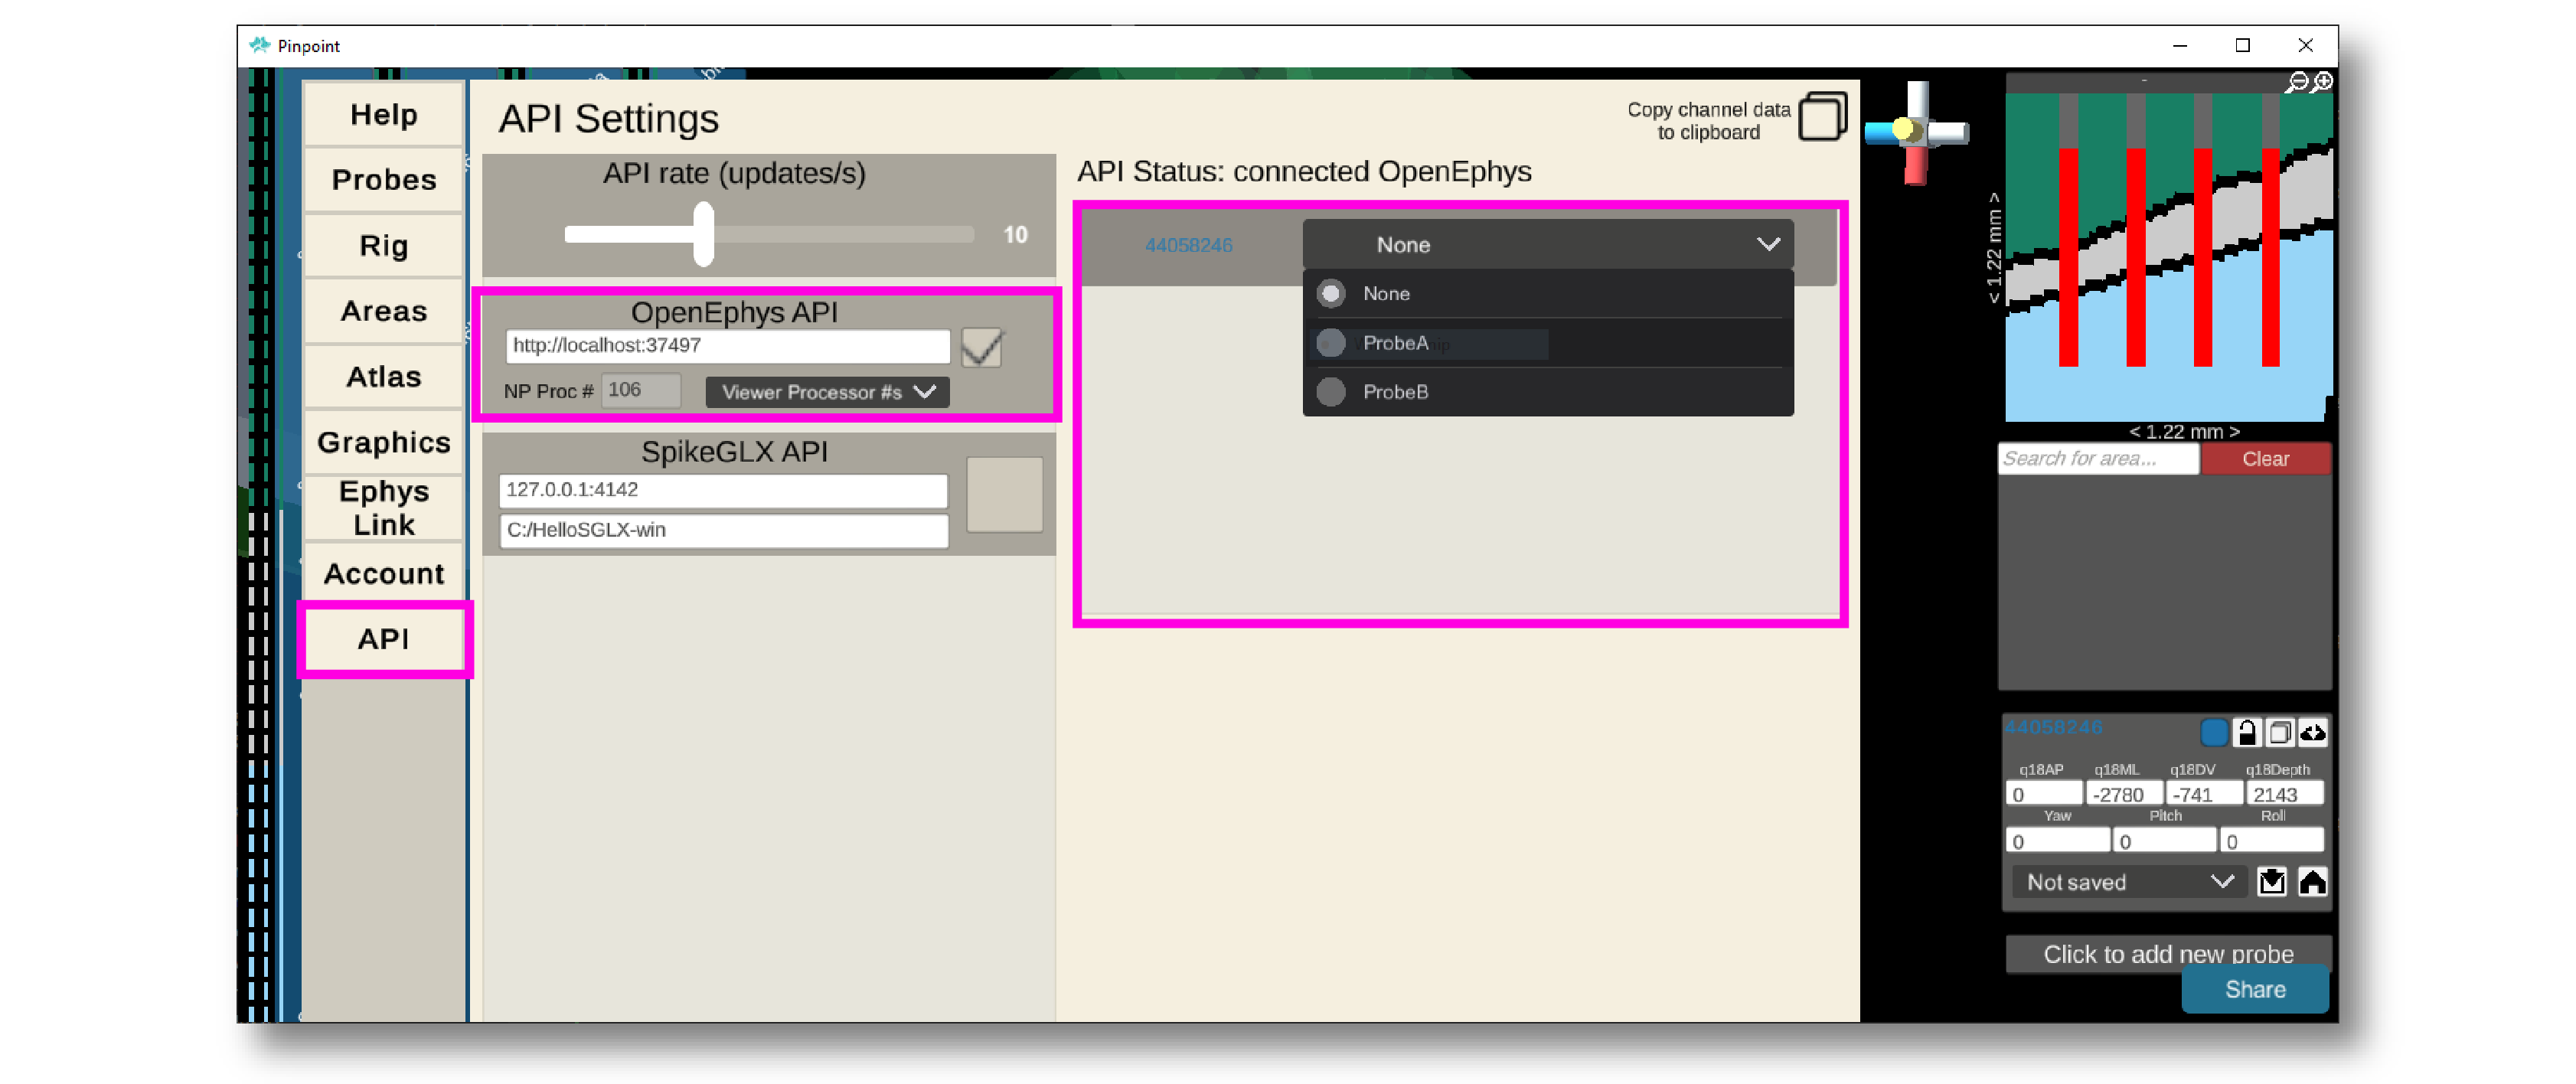 Pinpoint
Help
Probes
Rig
Areas
Atlas
Graphics
Ephys
Link
Account
API
API Settings
Copy channel data
to clipboard
API rate (updates/s)
10
OpenEphys API
http://localhost:37497
NP Proc # 106 Viewer Processor #s
SpikeGLX API
127.0.0.1:4142
C:/HelloSGLX-win
API Status: connected OpenEphys
44058246 None
None
ProbeA
ProbeB
-
< 1.22 mm >
< 1.22 mm >
Search for area... Clear
44058246
q18AP q18ML q18DV q18Depth
0 -2780 -741 2143
Yaw Pitch Roll
0 0 0
Not saved
Click to add new probe
Share